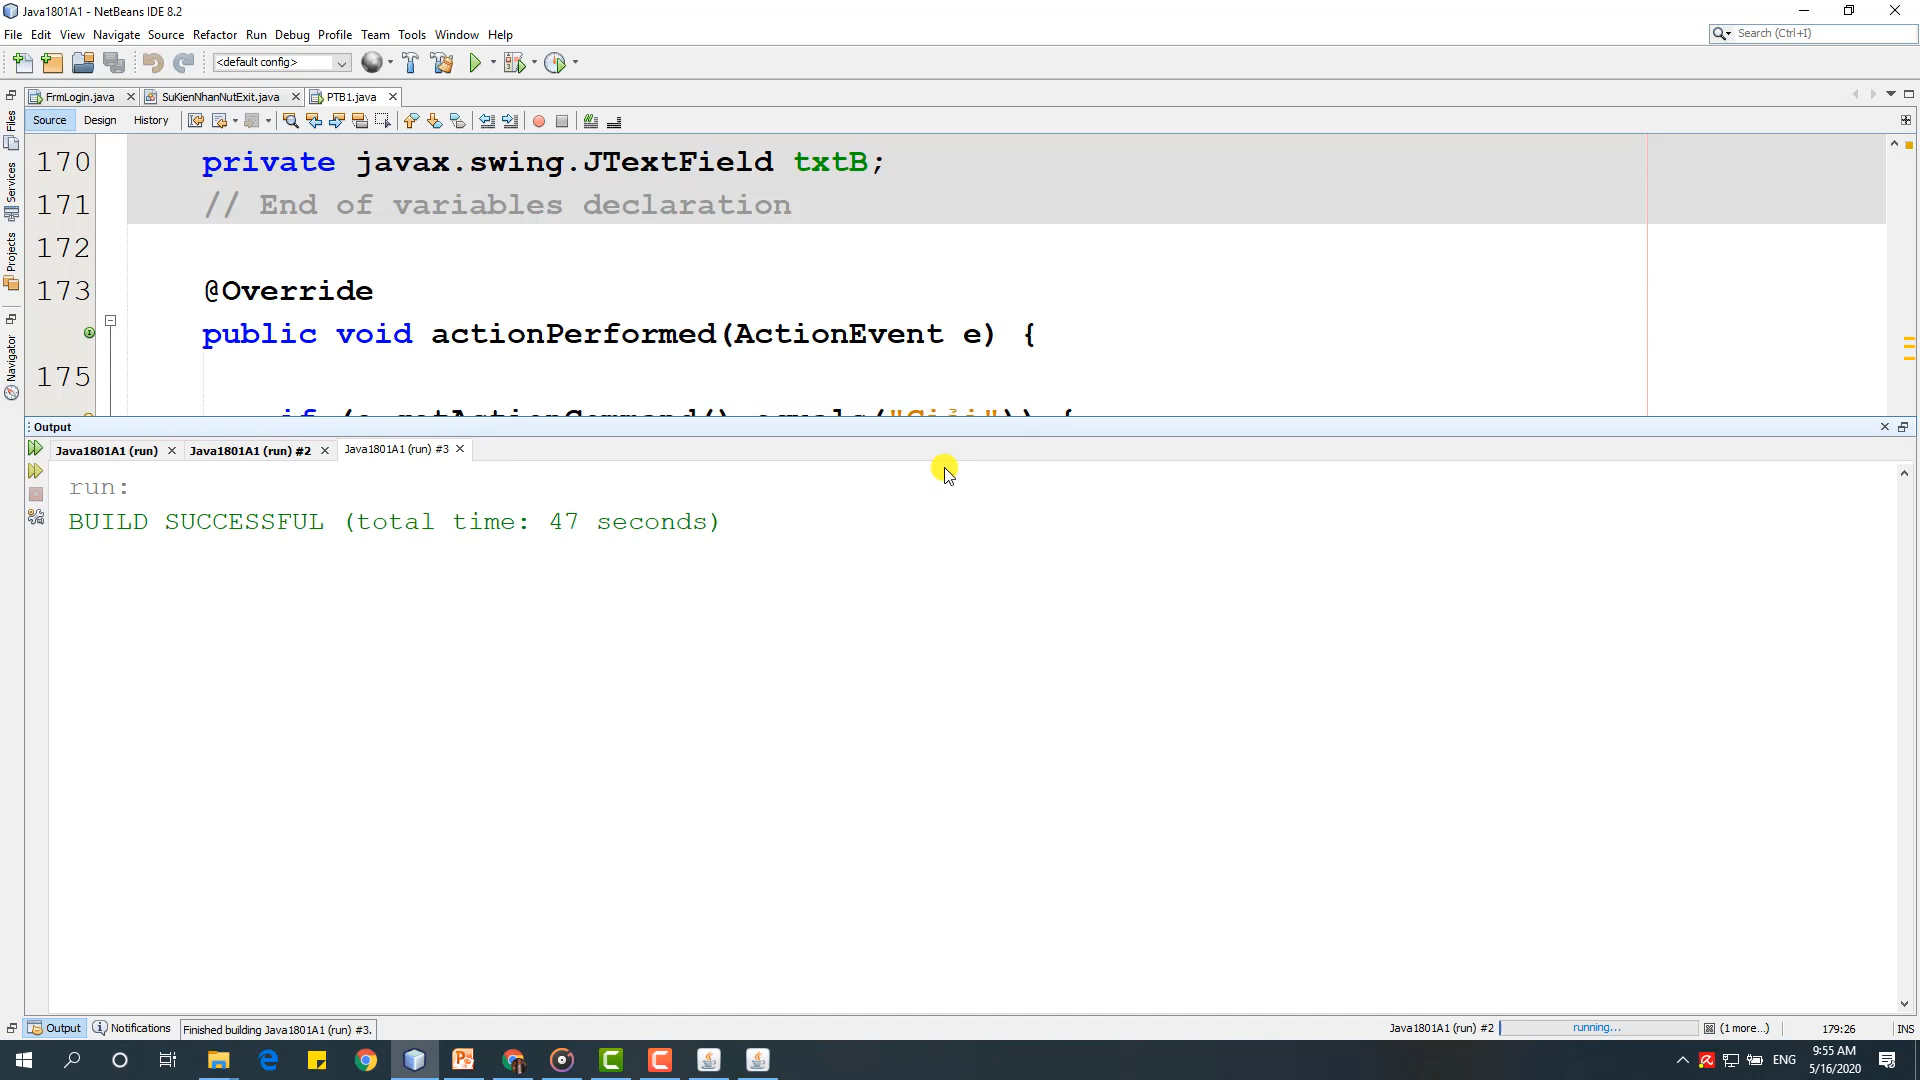 Java1801A1 - NetBeans IDE 8.2
File Edit View Navigate Source Refactor Run Debug Profile Team Tools Window Help
Search (Ctrl+I)
<default config>
FrmLogin.java SuKienNhanNutExit.java PTB1.java
Source Design History
Files
Services
Projects
Navigator
170 private javax.swing.JTextField txtB;
171 // End of variables declaration
172
173 @Override
public void actionPerformed(ActionEvent e) {
175
if (e.getActionCommand().equals("Giải")) {
Output
Java1801A1 (run) Java1801A1 (run) #2 Java1801A1 (run) #3
run:
BUILD SUCCESSFUL (total time: 47 seconds)
Output Notifications Finished building Java1801A1 (run) #3. Java1801A1 (run) #2 running... (1 more...) 179:26 INS
ENG 9:55 AM
5/16/2020